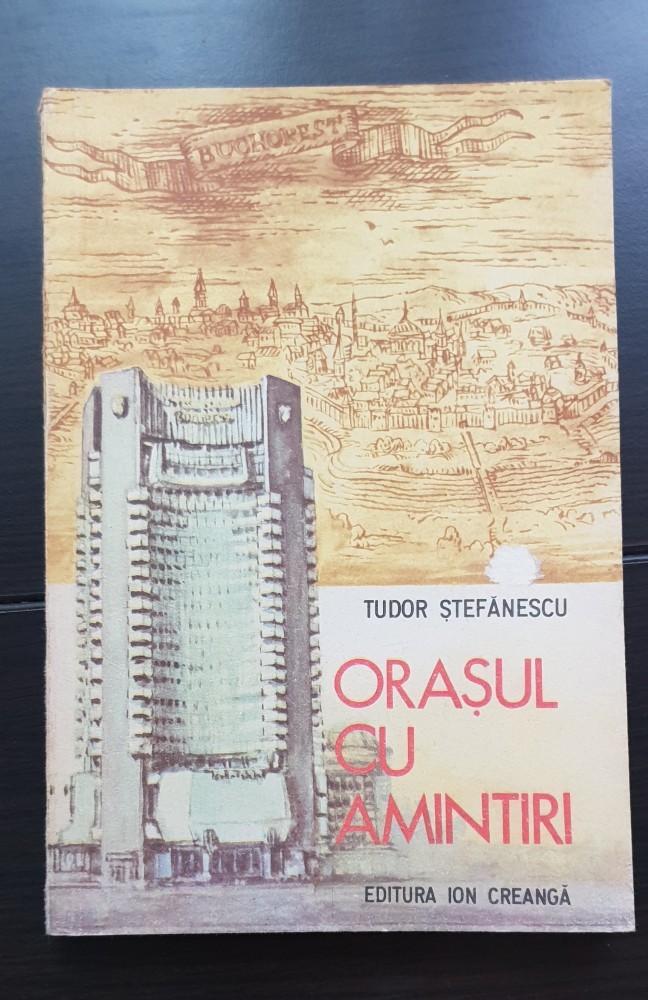 BUCHOREST
TUDOR ȘTEFĂNESCU
ORAȘUL
CU
AMINTIRI
EDITURA ION CREANGĂ